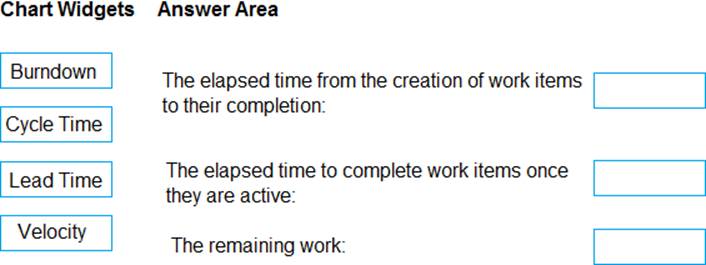 Chart Widgets Answer Area
Burndown
Cycle Time
Lead Time
Velocity
The elapsed time from the creation of work items
to their completion:
The elapsed time to complete work items once
they are active:
The remaining work: